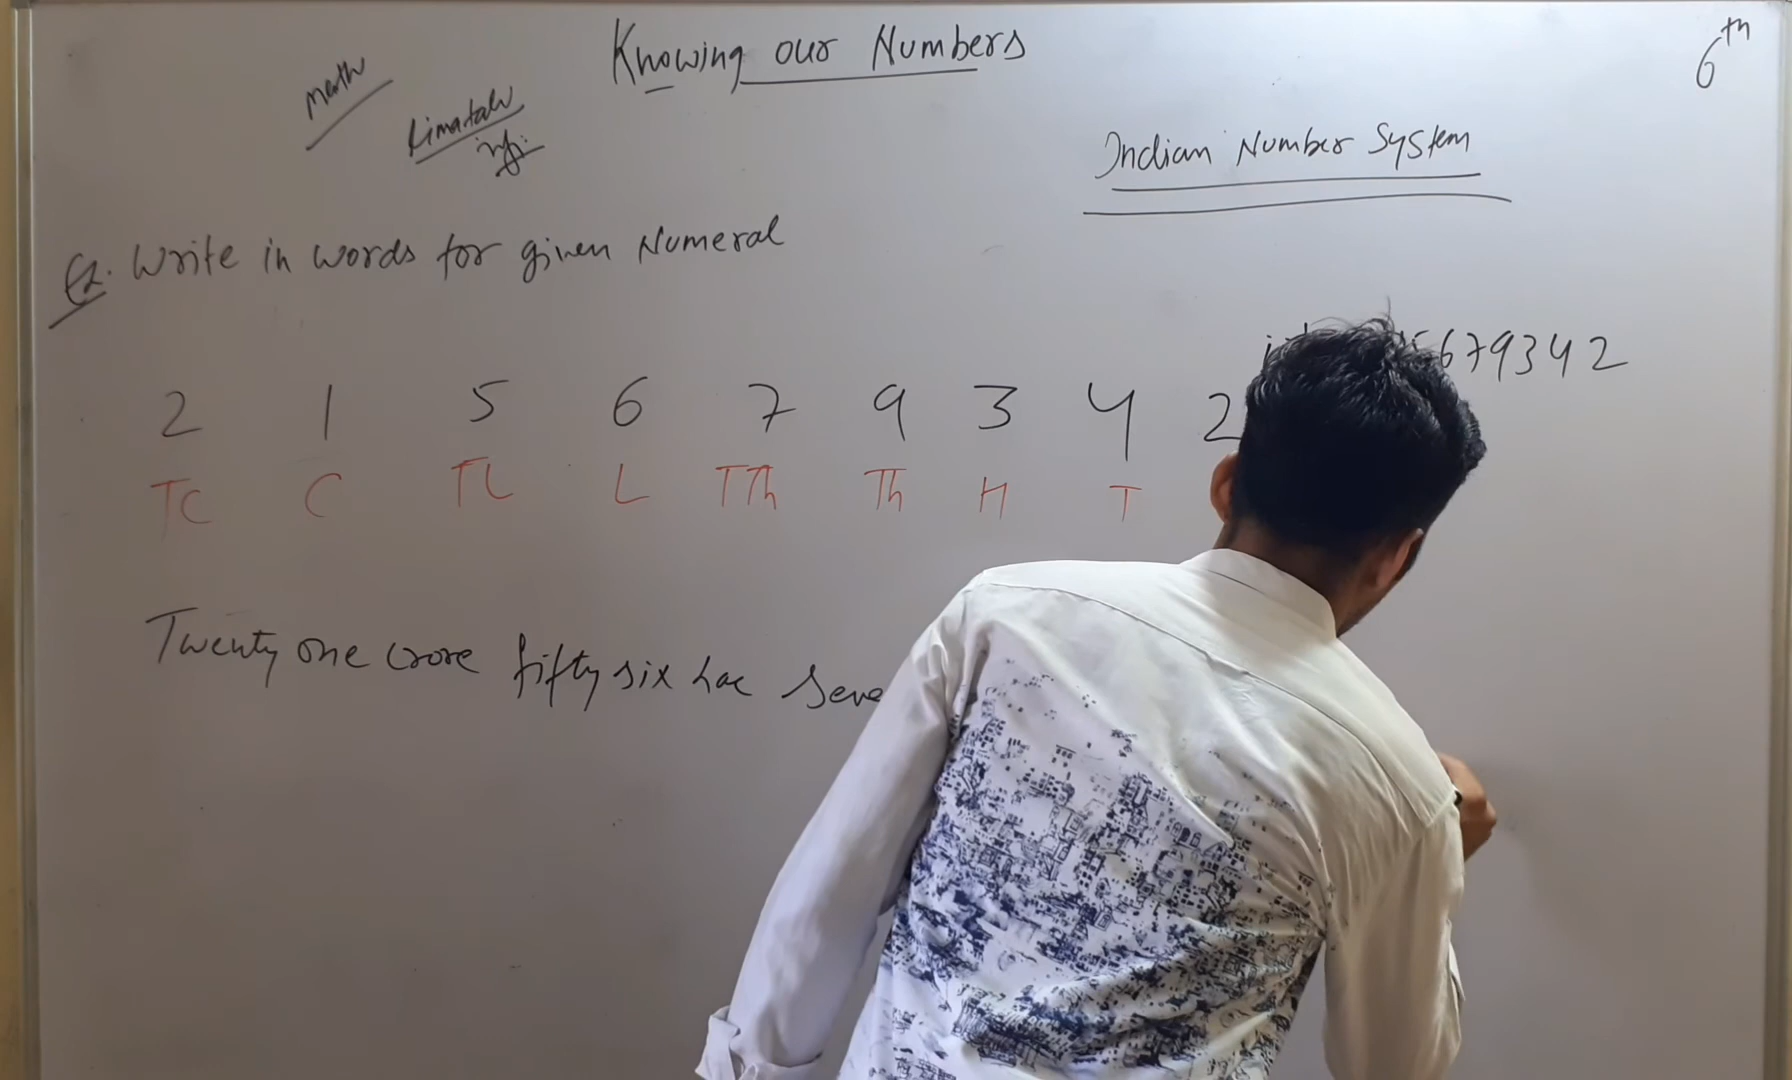 Knowing our Numbers
6th
Math
Indian Number System
Ex. Write in words for given Numeral
5679342
2 1 5 6 7 9 3 4 2
TC C TL L TTh Th H T
Twenty one crore fifty six lac Seve